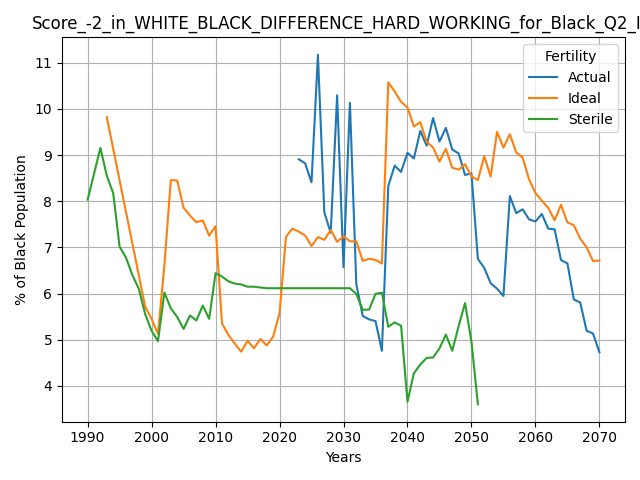 Score_-2_in_WHITE_BLACK_DIFFERENCE_HARD_WORKING_for_Black_Q2_I
Fertility
Actual
Ideal
Sterile
% of Black Population
11
10
9
8
7
6
5
4
1990 2000 2010 2020 2030 2040 2050 2060 2070
Years